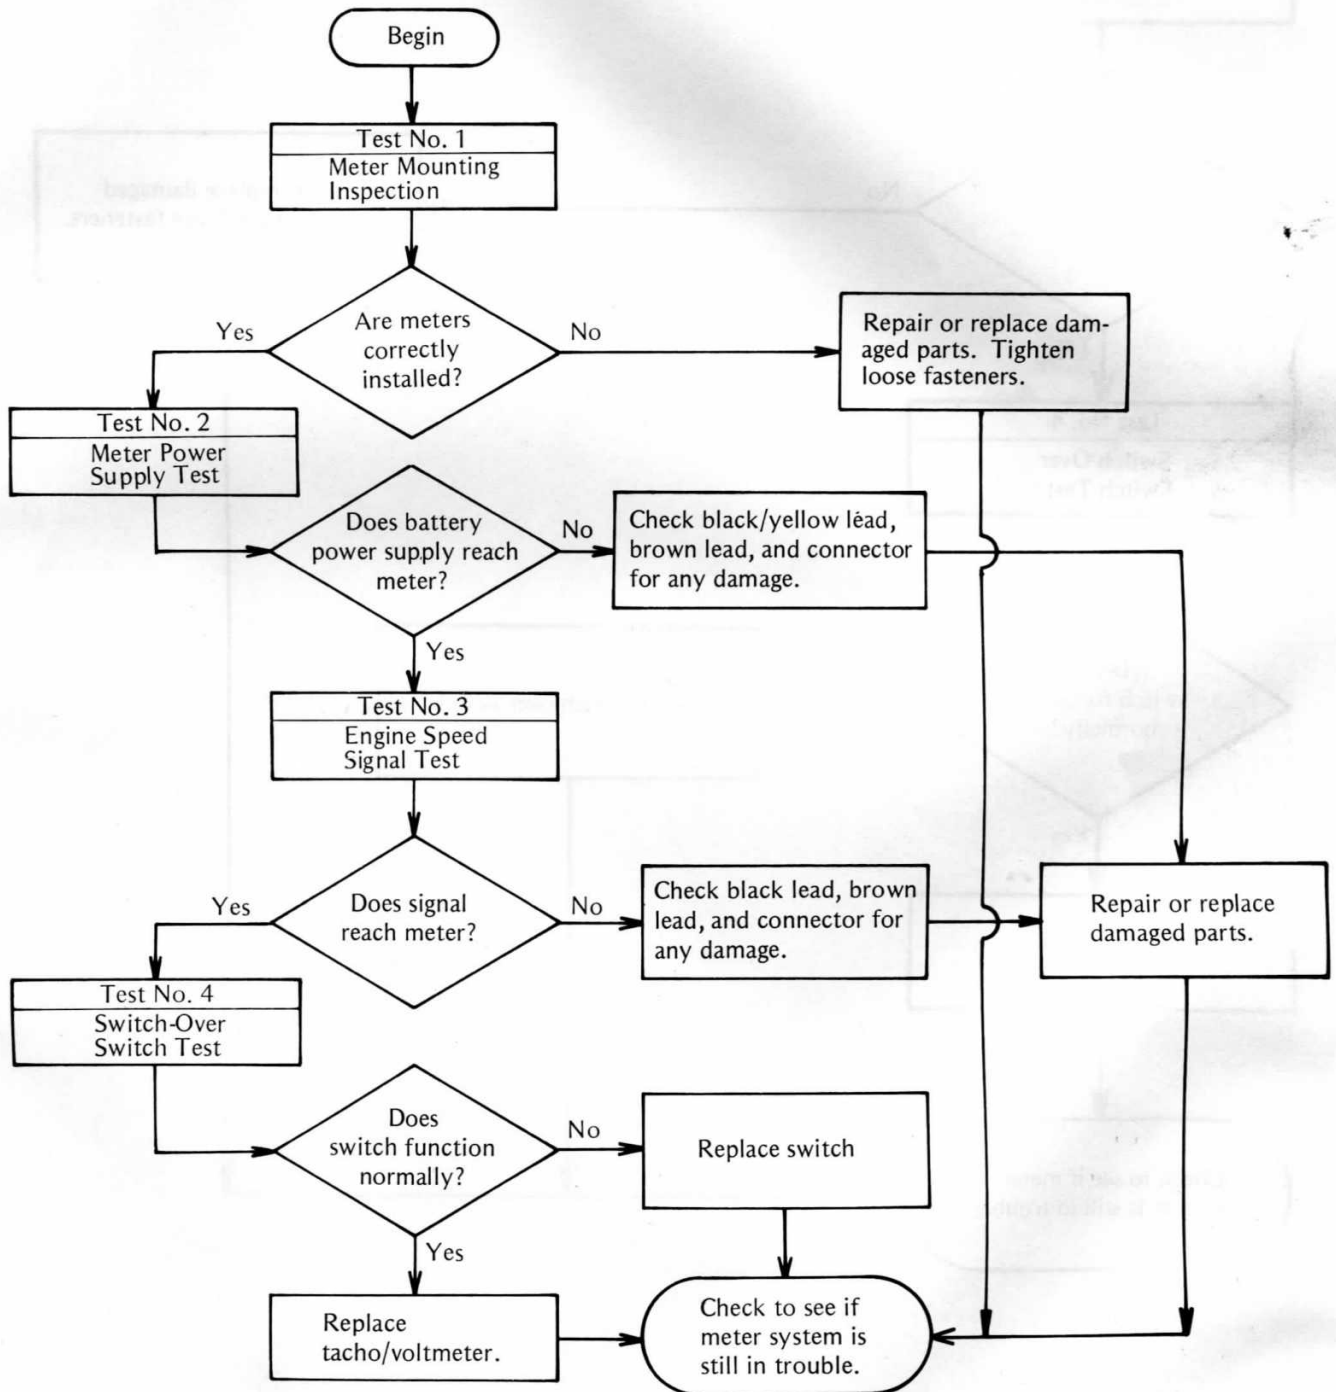 Begin
Test No. 1
Meter Mounting
Inspection
Are meters
correctly
installed?
Yes
No
Repair or replace dam-
aged parts. Tighten
loose fasteners.
Test No. 2
Meter Power
Supply Test
Does battery
power supply reach
meter?
No
Check black/yellow lead,
brown lead, and connector
for any damage.
Yes
Test No. 3
Engine Speed
Signal Test
Does signal
reach meter?
Yes
No
Check black lead, brown
lead, and connector for
any damage.
Repair or replace
damaged parts.
Test No. 4
Switch-Over
Switch Test
Does
switch function
normally?
No
Replace switch
Yes
Replace
tacho/voltmeter.
Check to see if
meter system is
still in trouble.